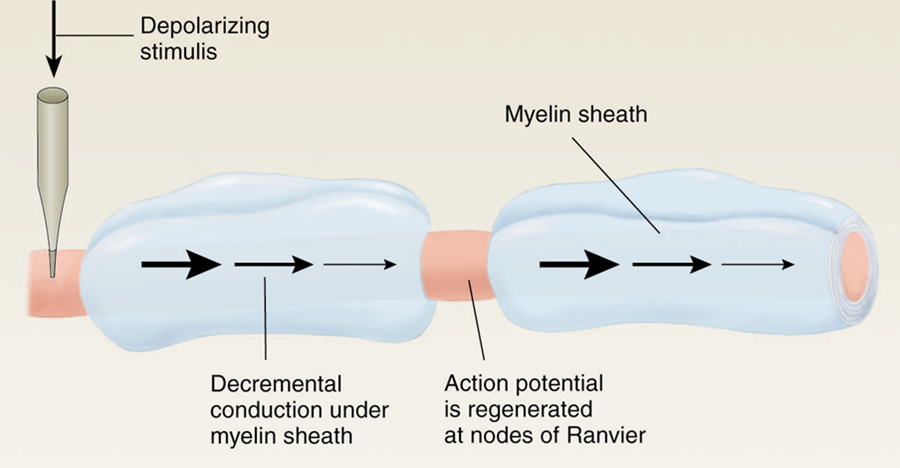 Depolarizing
stimulis
Myelin sheath
Decremental
conduction under
myelin sheath
Action potential
is regenerated
at nodes of Ranvier